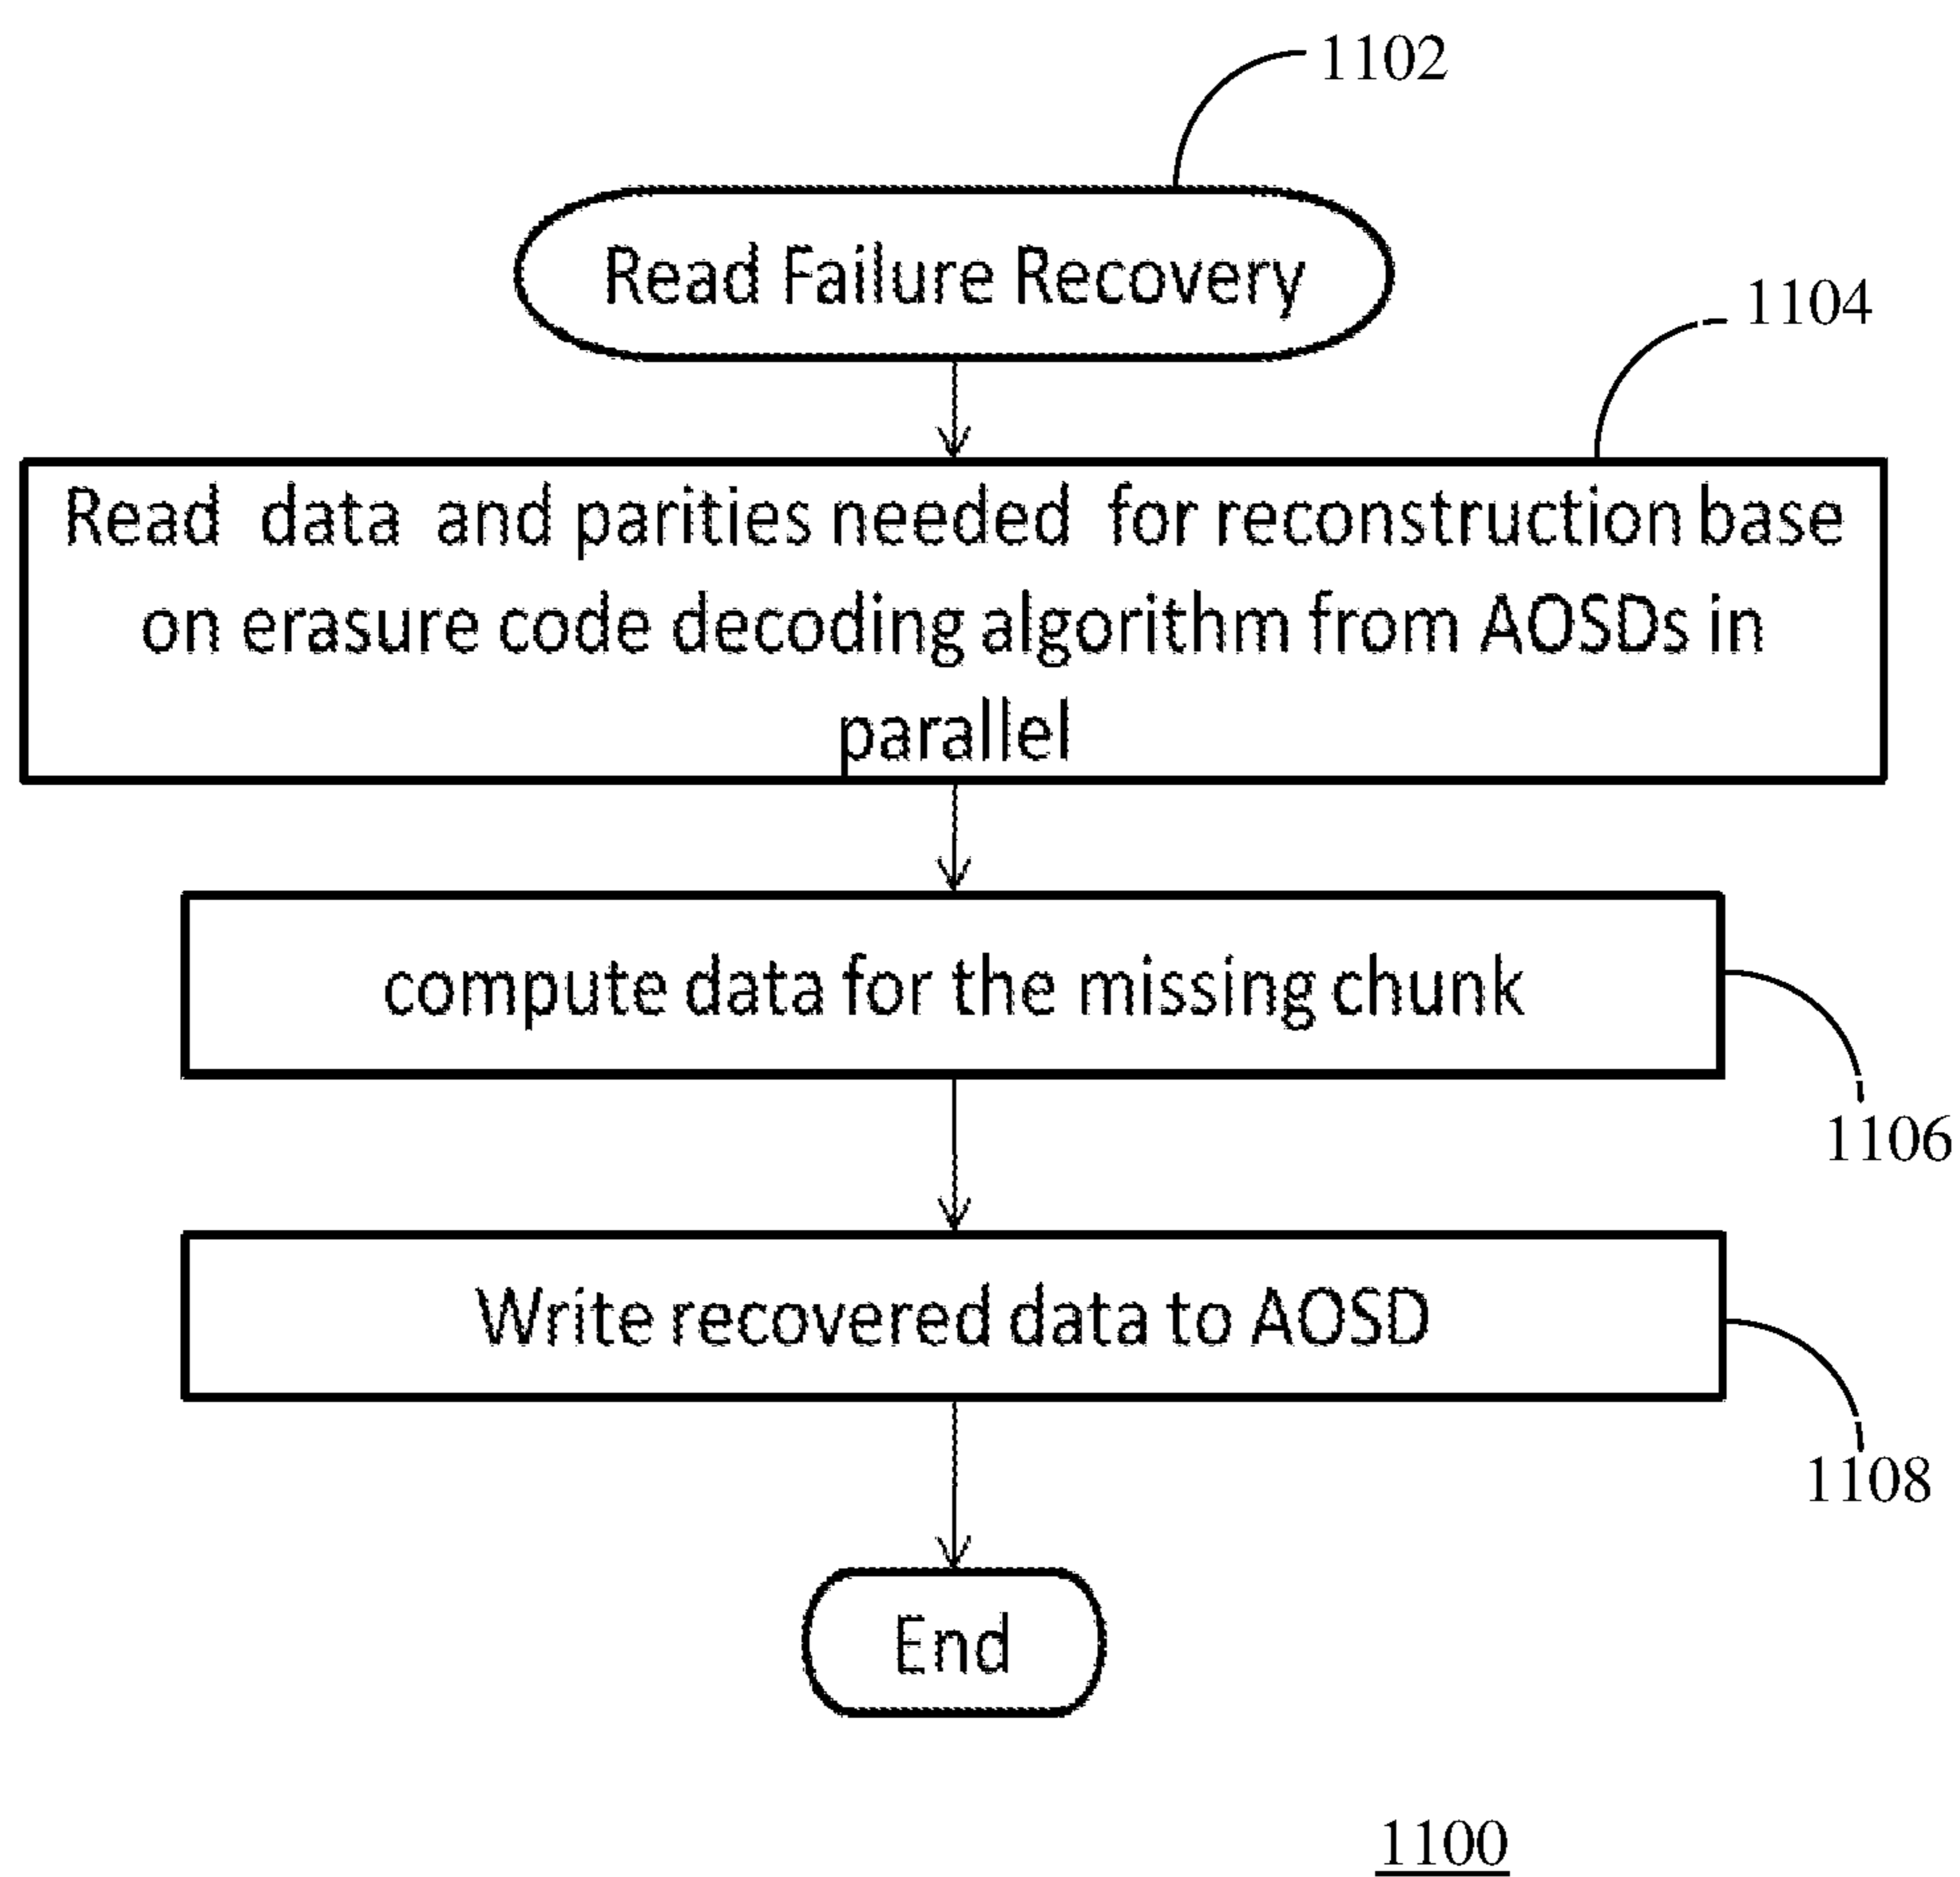 1102
Read Failure Recovery
1104
Read data and parities needed for reconstruction base
on erasure code decoding algorithm from AOSDs in
parallel
compute data for the missing chunk
1106
Write recovered data to AOSD
1108
End
1100